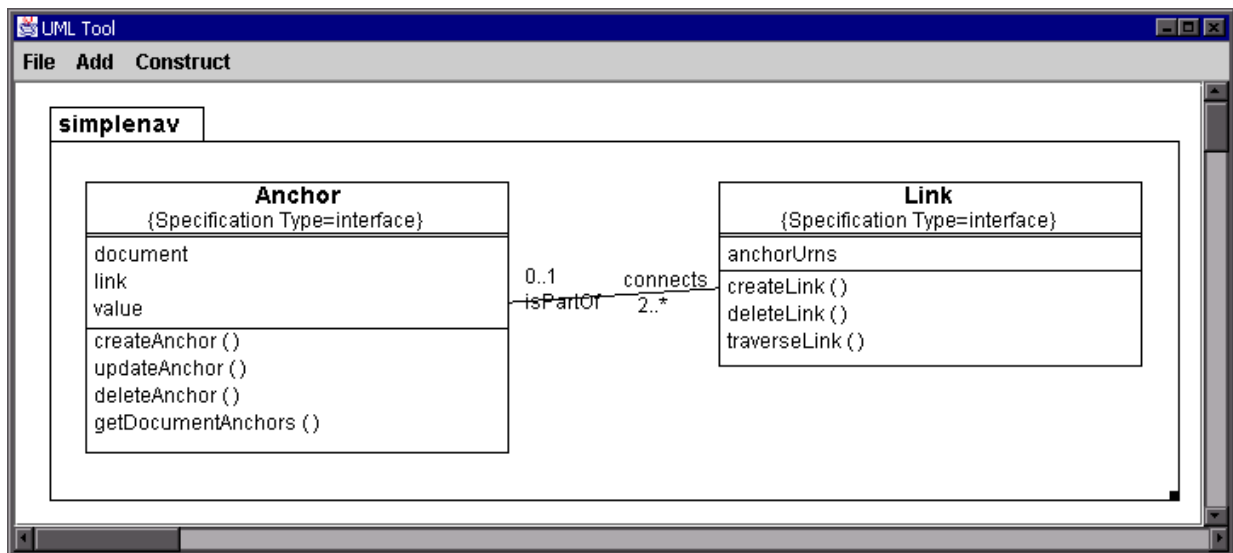 UML Tool
File Add Construct
simplenav
Anchor
{Specification Type=interface}
document
link
value
createAnchor ()
updateAnchor ()
deleteAnchor ()
getDocumentAnchors ()
0..1
isPartOf
connects
2..*
Link
{Specification Type=interface}
anchorUrns
createLink ()
deleteLink ()
traverseLink ()